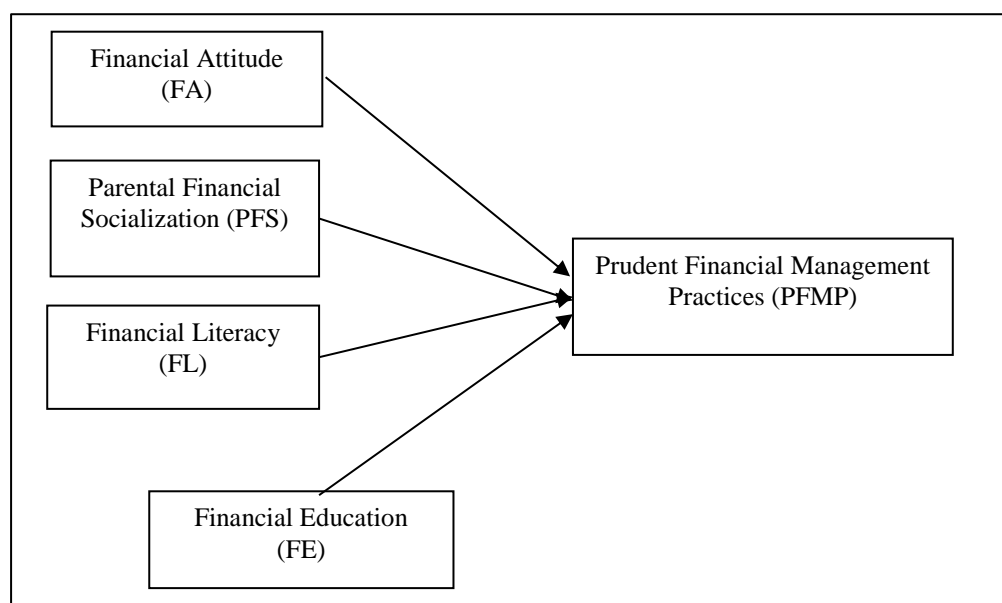 Financial Attitude
(FA)
Parental Financial
Socialization (PFS)
Financial Literacy
(FL)
Financial Education
(FE)
Prudent Financial Management
Practices (PFMP)